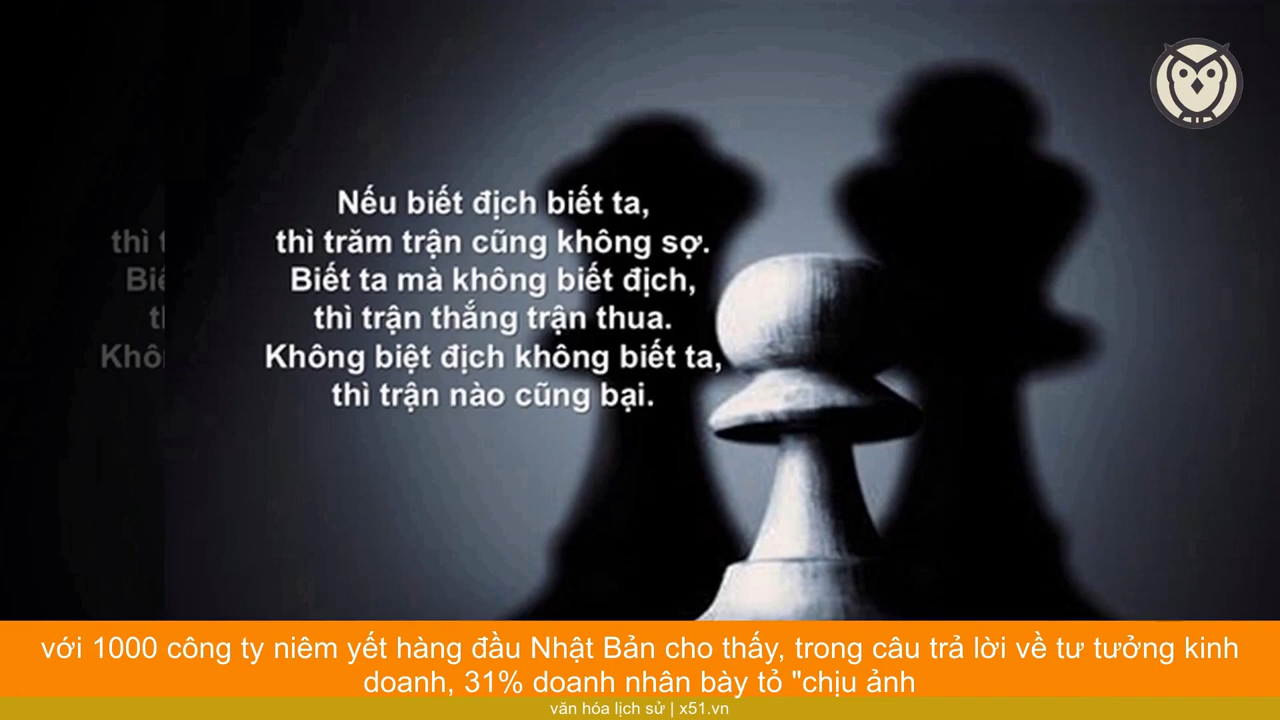 Nếu biết địch biết ta,
thì trăm trận cũng không sợ.
Biết ta mà không biết địch,
thì trận thắng trận thua.
Không biệt địch không biết ta,
thì trận nào cũng bại.
với 1000 công ty niêm yết hàng đầu Nhật Bản cho thấy, trong câu trả lời về tư tưởng kinh
doanh, 31% doanh nhân bày tỏ "chịu ảnh
văn hóa lịch sử | x51.vn